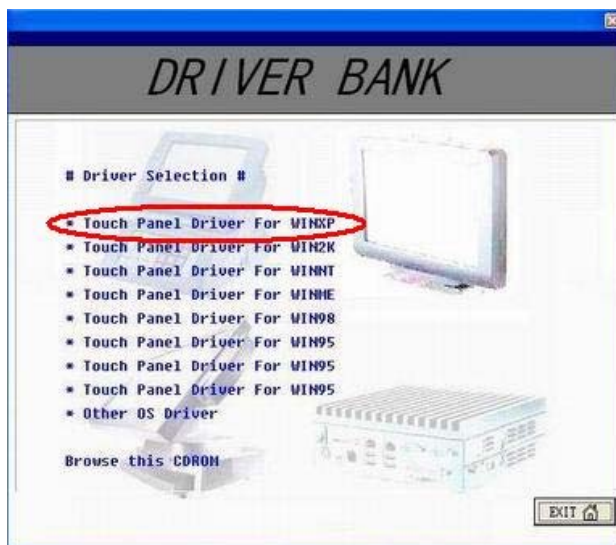 DRIVER BANK
# Driver Selection #
* Touch Panel Driver For WINXP
* Touch Panel Driver For WIN2K
* Touch Panel Driver For WINNT
* Touch Panel Driver For WINME
* Touch Panel Driver For WIN98
* Touch Panel Driver For WIN95
* Touch Panel Driver For WIN95
* Touch Panel Driver For WIN95
* Other OS Driver
Browse this CDROM
EXIT